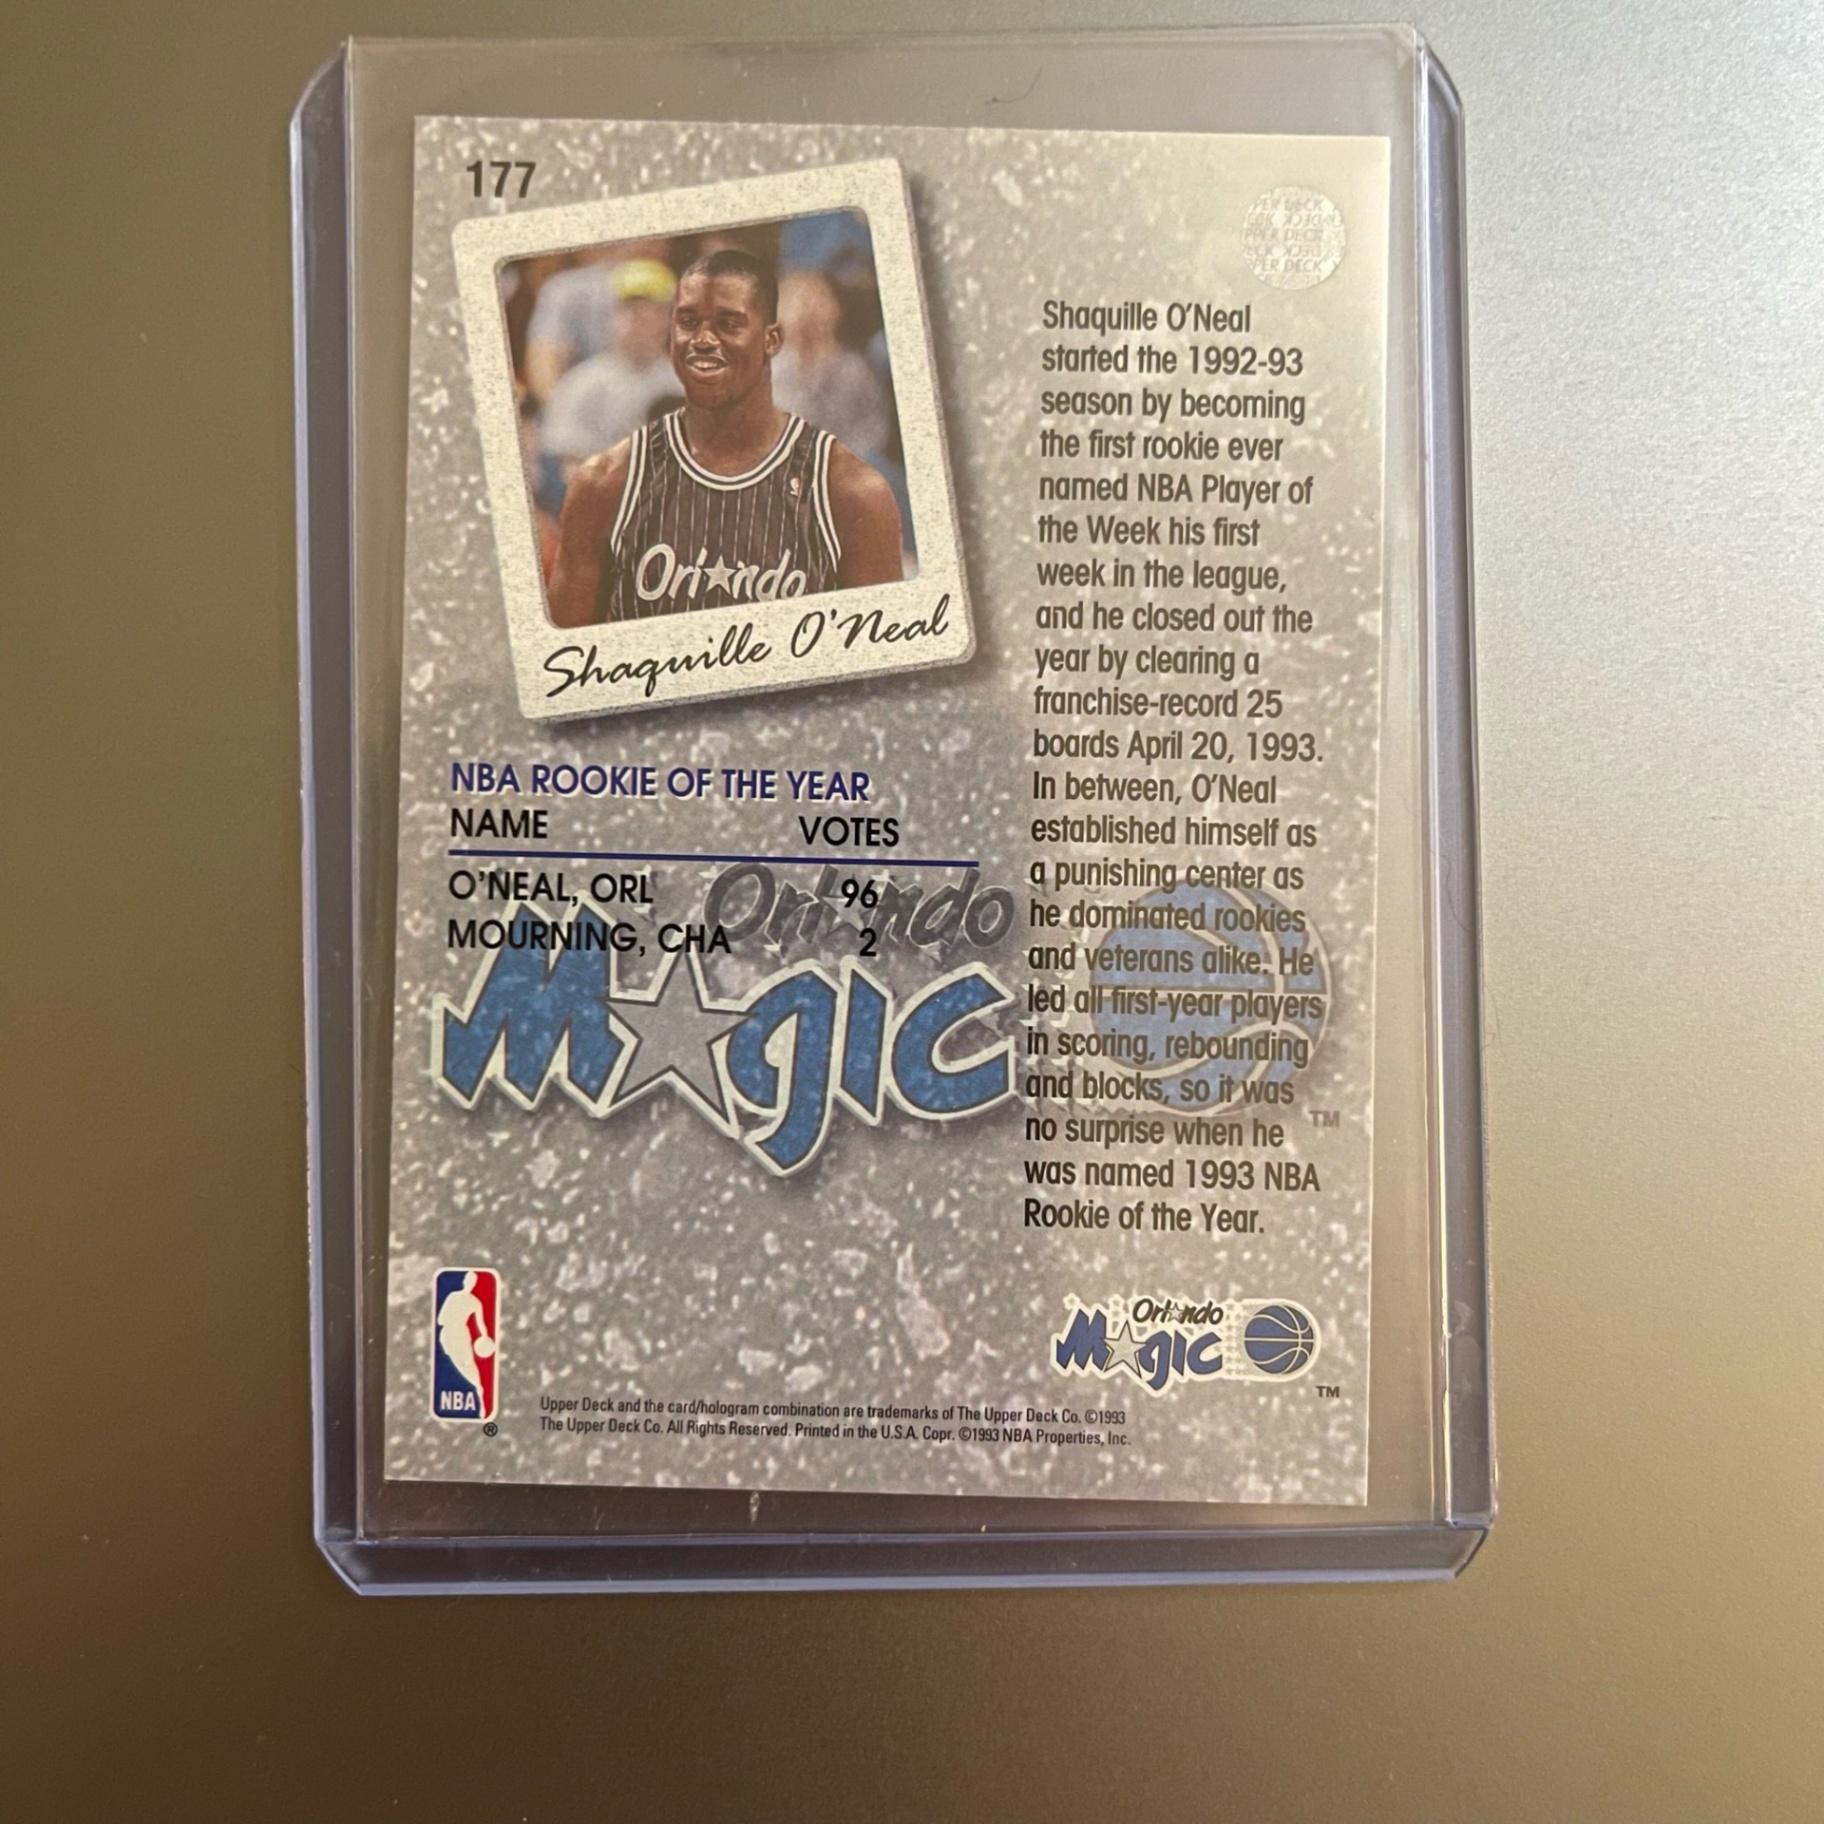 177
Orlando
Shaquille O'Neal
NBA ROOKIE OF THE YEAR
NAME VOTES
O'NEAL, ORL 96
MOURNING, CHA 2
Orlando
Magic
UPPER DECK
Shaquille O'Neal
started the 1992-93
season by becoming
the first rookie ever
named NBA Player of
the Week his first
week in the league,
and he closed out the
year by clearing a
franchise-record 25
boards April 20, 1993.
In between, O'Neal
established himself as
a punishing center as
he dominated rookies
and veterans alike. He
led all first-year players
in scoring, rebounding
and blocks, so it was
no surprise when he
was named 1993 NBA
Rookie of the Year.
TM
NBA
®
Upper Deck and the card/hologram combination are trademarks of The Upper Deck Co. ©1993
The Upper Deck Co. All Rights Reserved. Printed in the U.S.A. Copr. ©1993 NBA Properties, Inc.
Orlando
Magic
TM